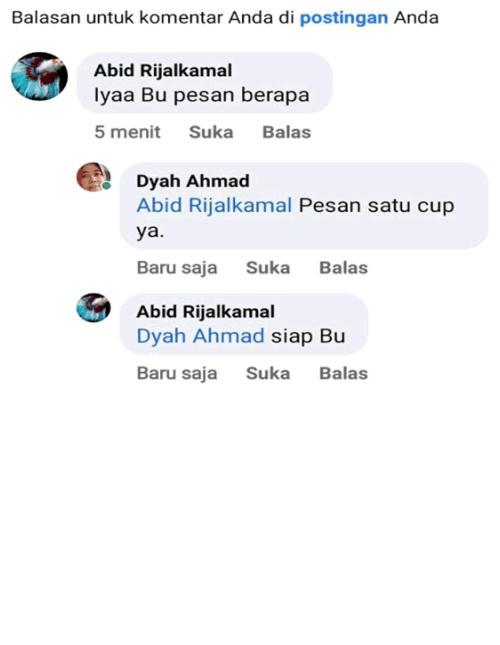 Balasan untuk komentar Anda di postingan Anda
Abid Rijalkamal
Iyaa Bu pesan berapa
5 menit Suka Balas
Dyah Ahmad
Abid Rijalkamal Pesan satu cup
ya.
Baru saja Suka Balas
Abid Rijalkamal
Dyah Ahmad siap Bu
Baru saja Suka Balas